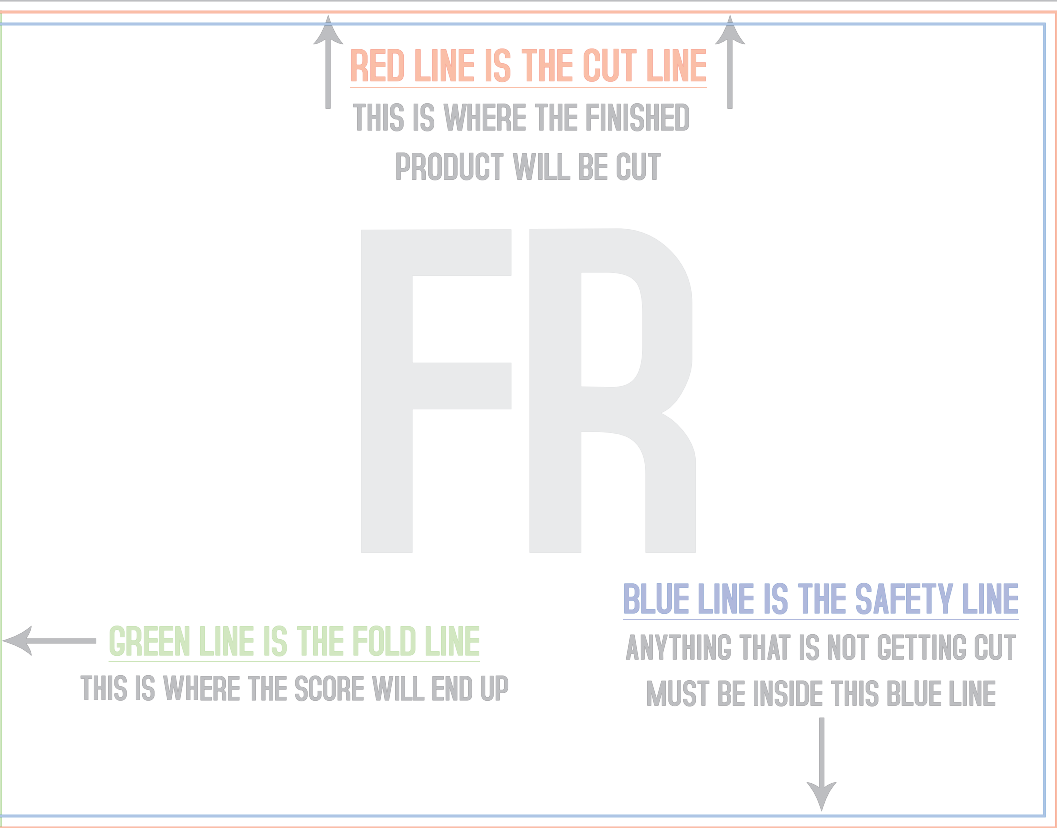 RED LINE IS THE CUT LINE
THIS IS WHERE THE FINISHED
PRODUCT WILL BE CUT
FR
BLUE LINE IS THE SAFETY LINE
ANYTHING THAT IS NOT GETTING CUT
MUST BE INSIDE THIS BLUE LINE
GREEN LINE IS THE FOLD LINE
THIS IS WHERE THE SCORE WILL END UP